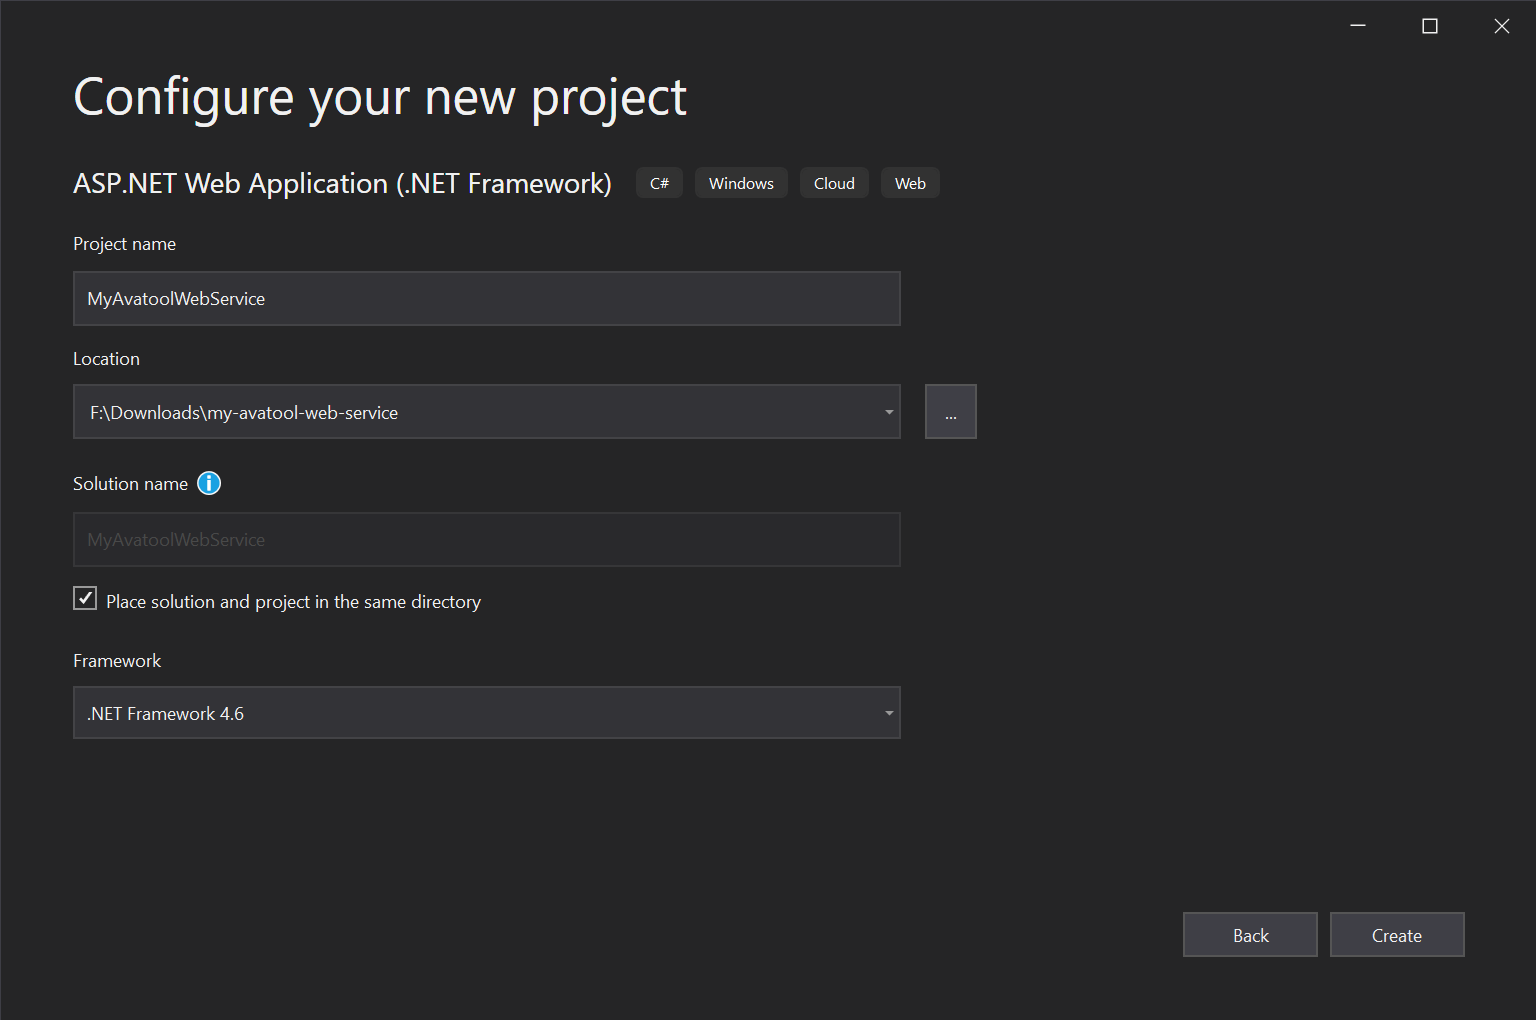 Configure your new project
ASP.NET Web Application (.NET Framework) C# Windows Cloud Web
Project name
MyAvatoolWebService
Location
F:\Downloads\my-avatool-web-service ...
Solution name
MyAvatoolWebService
Place solution and project in the same directory
Framework
.NET Framework 4.6
Back Create